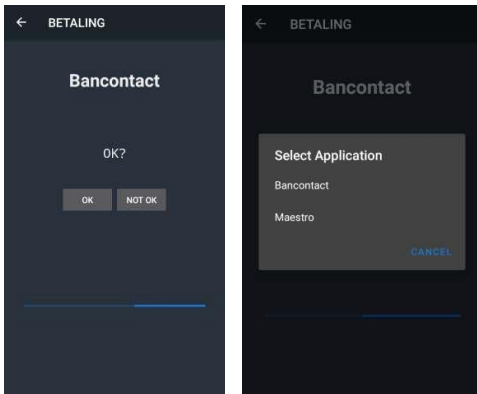 BETALING
Bancontact
OK?
OK NOT OK
BETALING
Bancontact
Select Application
Bancontact
Maestro
CANCEL